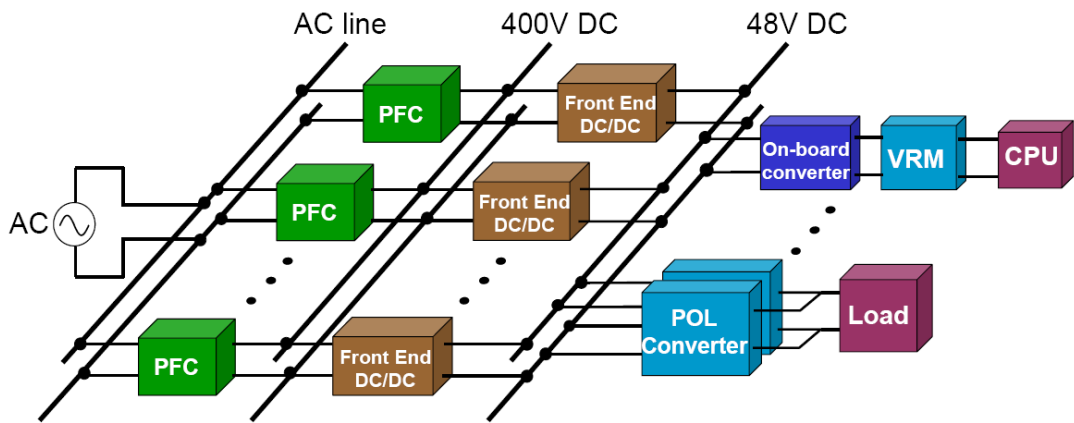 AC line
400V DC
48V DC
PFC
Front End
DC/DC
On-board
converter
VRM
CPU
PFC
Front End
DC/DC
AC
POL
Converter
Load
PFC
Front End
DC/DC